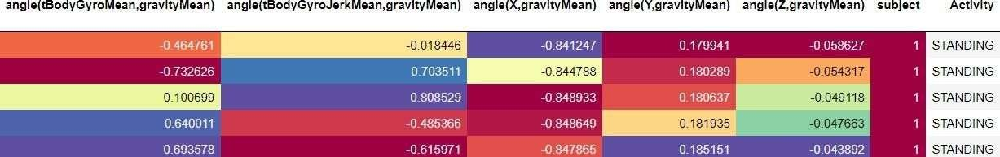 angle(tBodyGyroMean,gravityMean) angle(tBodyGyroJerkMean,gravityMean) angle(X,gravityMean) angle(Y,gravityMean) angle(Z,gravityMean) subject Activity
-0.464761 -0.018446 -0.841247 0.179941 -0.058627 1 STANDING
-0.732626 0.703511 -0.844788 0.180289 -0.054317 1 STANDING
0.100699 0.808529 -0.848933 0.180637 -0.049118 1 STANDING
0.640011 -0.485366 -0.848649 0.181935 -0.047663 1 STANDING
0.693578 -0.615971 -0.847865 0.185151 -0.043892 1 STANDING